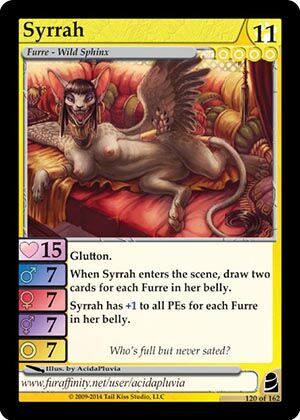 Syrrah
11
Furre - Wild Sphinx
15
Glutton.
7
When Syrrah enters the scene, draw two
cards for each Furre in her belly.
7
Syrrah has +1 to all PEs for each Furre
in her belly.
7
7
Who's full but never sated?
Illus. by AcidaPluvia
www.furaffinity.net/user/acidapluvia
© 2009-2014 Tail Kiss Studio, LLC
120 of 162